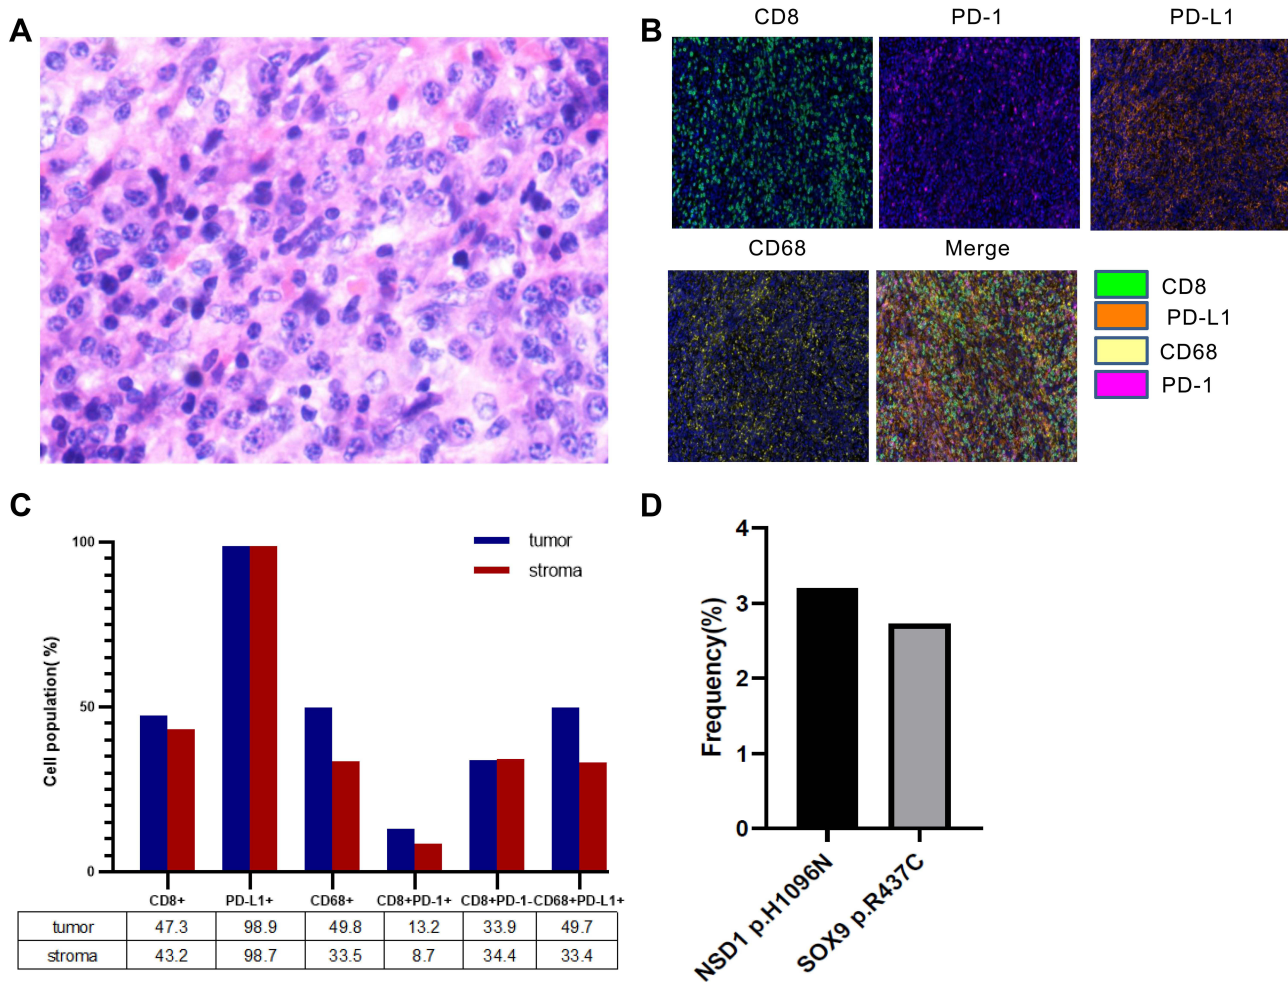 A
B
CD8
PD-1
PD-L1
CD68
Merge
CD8
PD-L1
CD68
PD-1
C
tumor
stroma
100
50
0
Cell population( %)
CD8+ PD-L1+ CD68+ CD8+PD-1+ CD8+PD-1- CD68+PD-L1+
tumor 47.3 98.9 49.8 13.2 33.9 49.7
stroma 43.2 98.7 33.5 8.7 34.4 33.4
D
4
3
2
1
0
Frequency(%)
NSD1 p.H1096N
SOX9 p.R437C